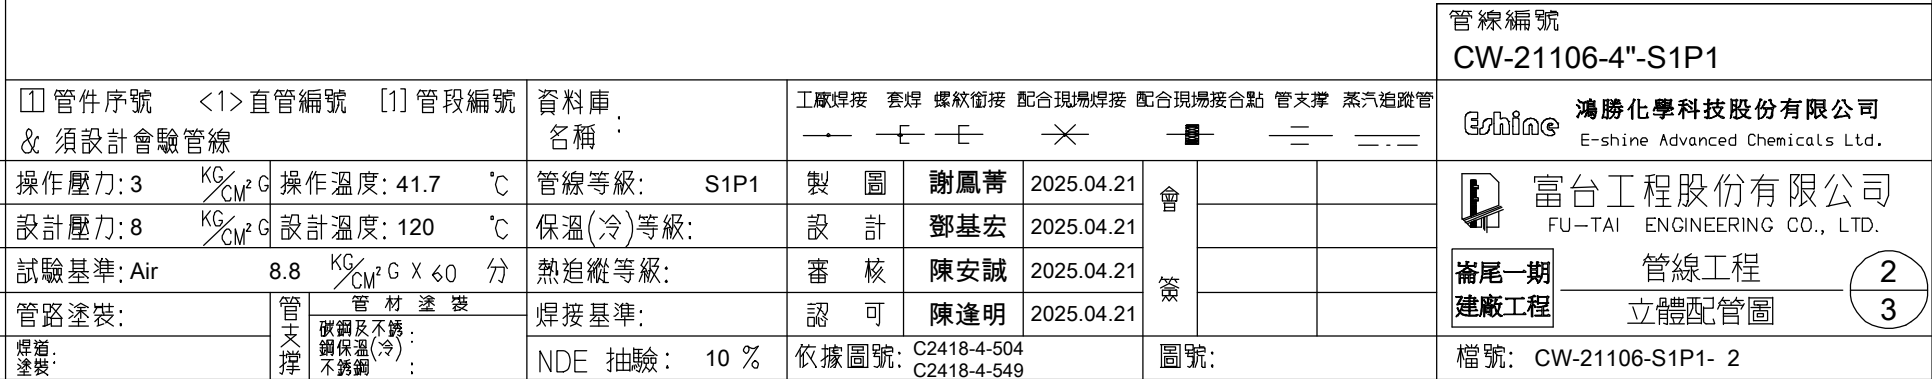 管線編號
CW-21106-4"-S1P1
1 管件序號 <1>直管編號 [1]管段編號
& 須設計會驗管線
資料庫
名稱 :
工廠焊接 套焊 螺紋銜接 配合現場焊接 配合現場接合點 管支撐 蒸汽追蹤管
Eshine 鴻勝化學科技股份有限公司
E-shine Advanced Chemicals Ltd.
操作壓力: 3 KG/CM² G 操作溫度: 41.7 °C 管線等級: S1P1 製圖 謝鳳菁 2025.04.21
設計壓力: 8 KG/CM² G 設計溫度: 120 °C 保溫(冷)等級: 設計 鄧基宏 2025.04.21
試驗基準: Air 8.8 KG/CM² G X 60 分 熱追縱等級: 審核 陳安誠 2025.04.21
管路塗裝: 焊接基準: 認可 陳逢明 2025.04.21
會簽
富台工程股份有限公司
FU-TAI ENGINEERING CO., LTD.
崙尾一期
建廠工程
管線工程
立體配管圖
2
3
焊道:
塗裝:
管支撐
管材塗裝
碳鋼及不銹 :
鋼保溫(冷)
不銹鋼 :
NDE 抽驗: 10 %
依據圖號: C2418-4-504
C2418-4-549
圖號:
檔號: CW-21106-S1P1- 2